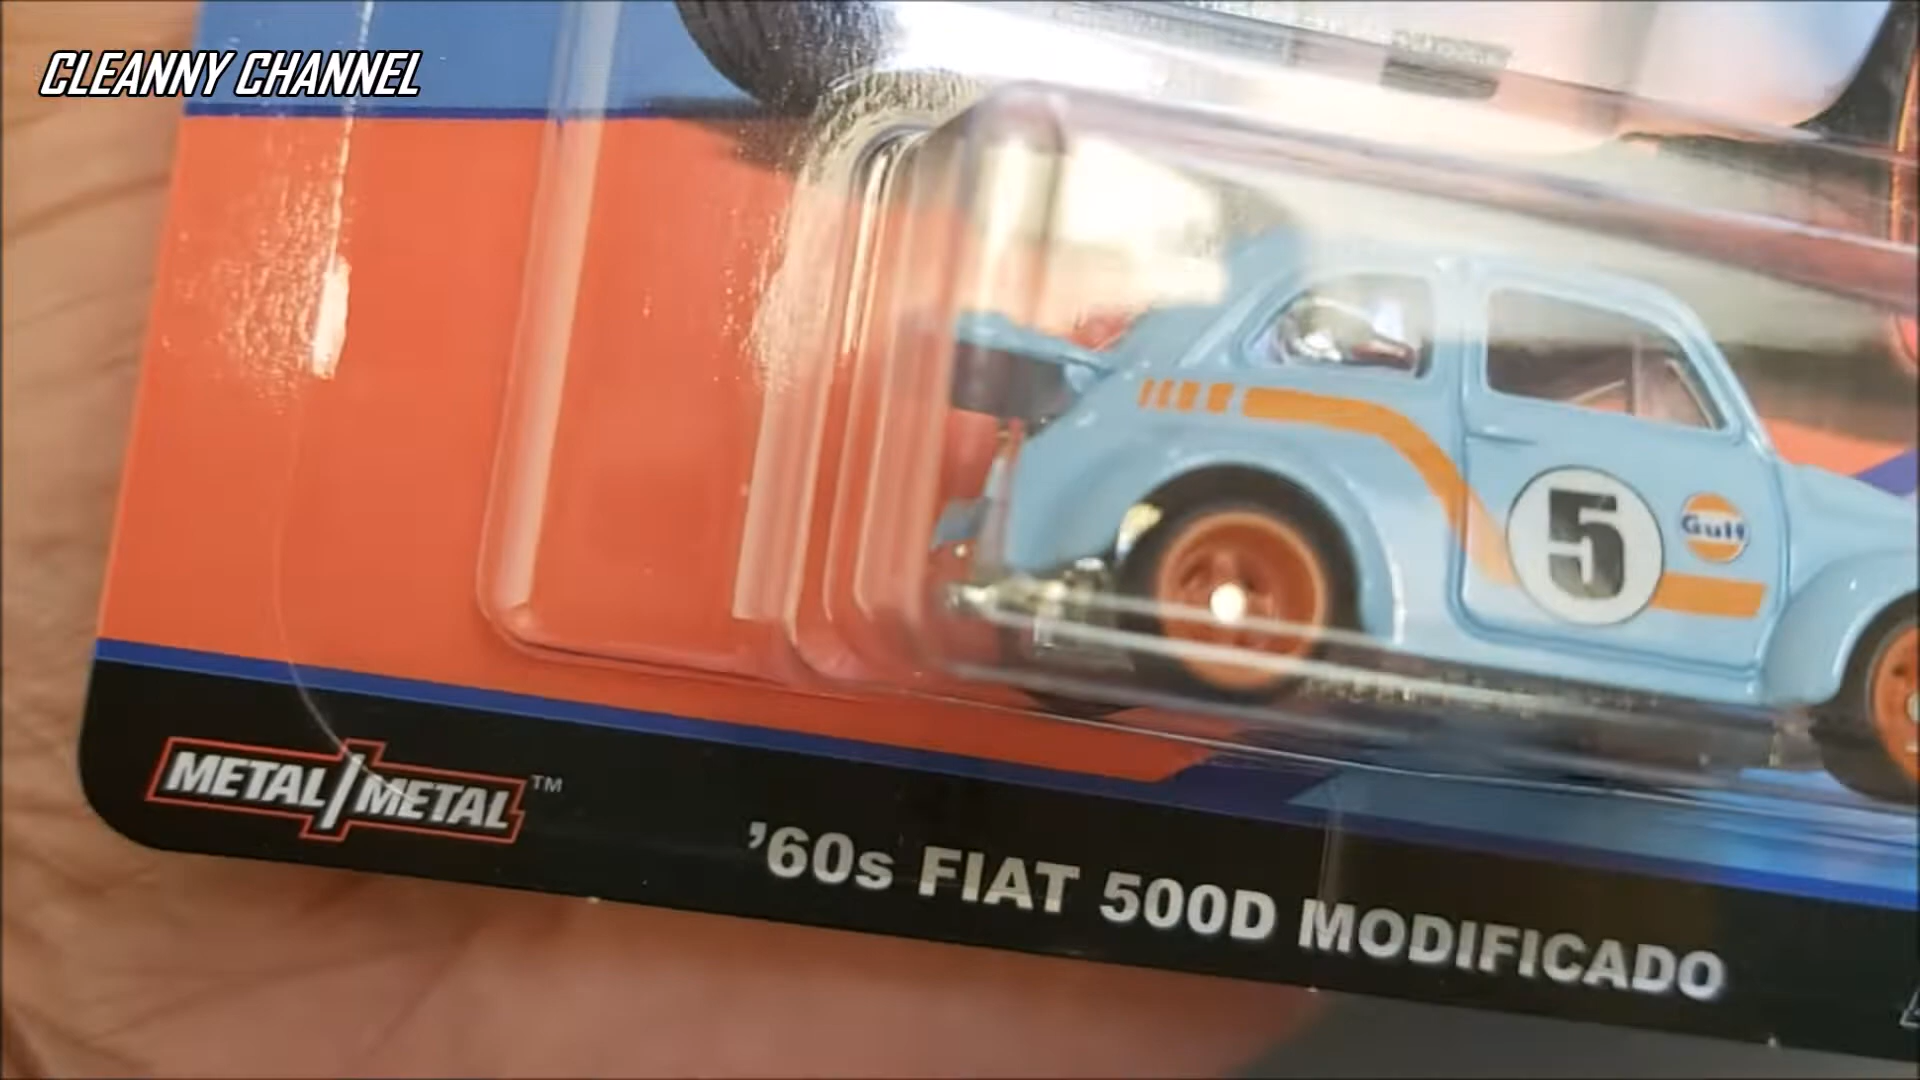 CLEANNY CHANNEL
5
Gulf
METAL/METAL™
'60s FIAT 500D MODIFICADO